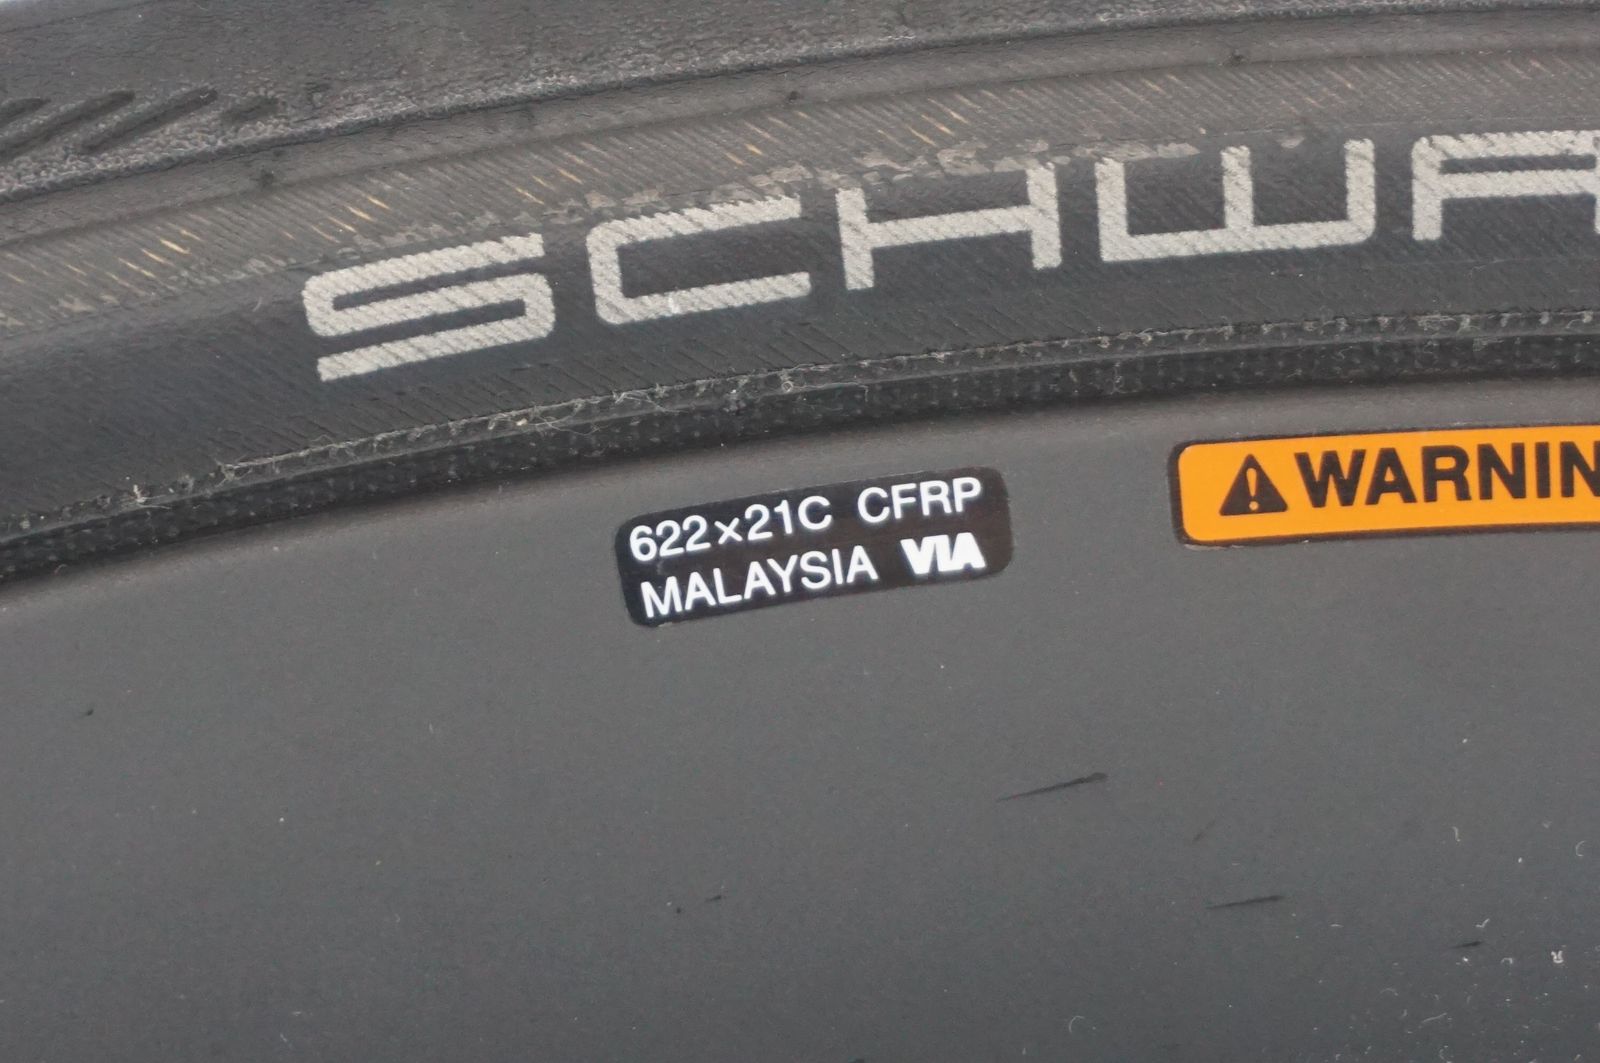 SCHWA
622×21C CFRP
MALAYSIA VIA
WARNIN